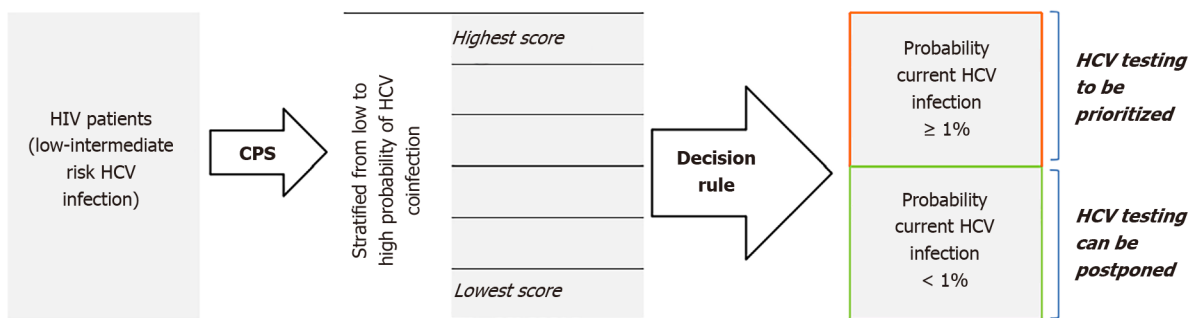 HIV patients
(low-intermediate
risk HCV
infection)
CPS
Stratified from low to
high probability of HCV
coinfection
Highest score
Lowest score
Decision
rule
Probability
current HCV
infection
≥ 1%
HCV testing
to be
prioritized
Probability
current HCV
infection
< 1%
HCV testing
can be
postponed